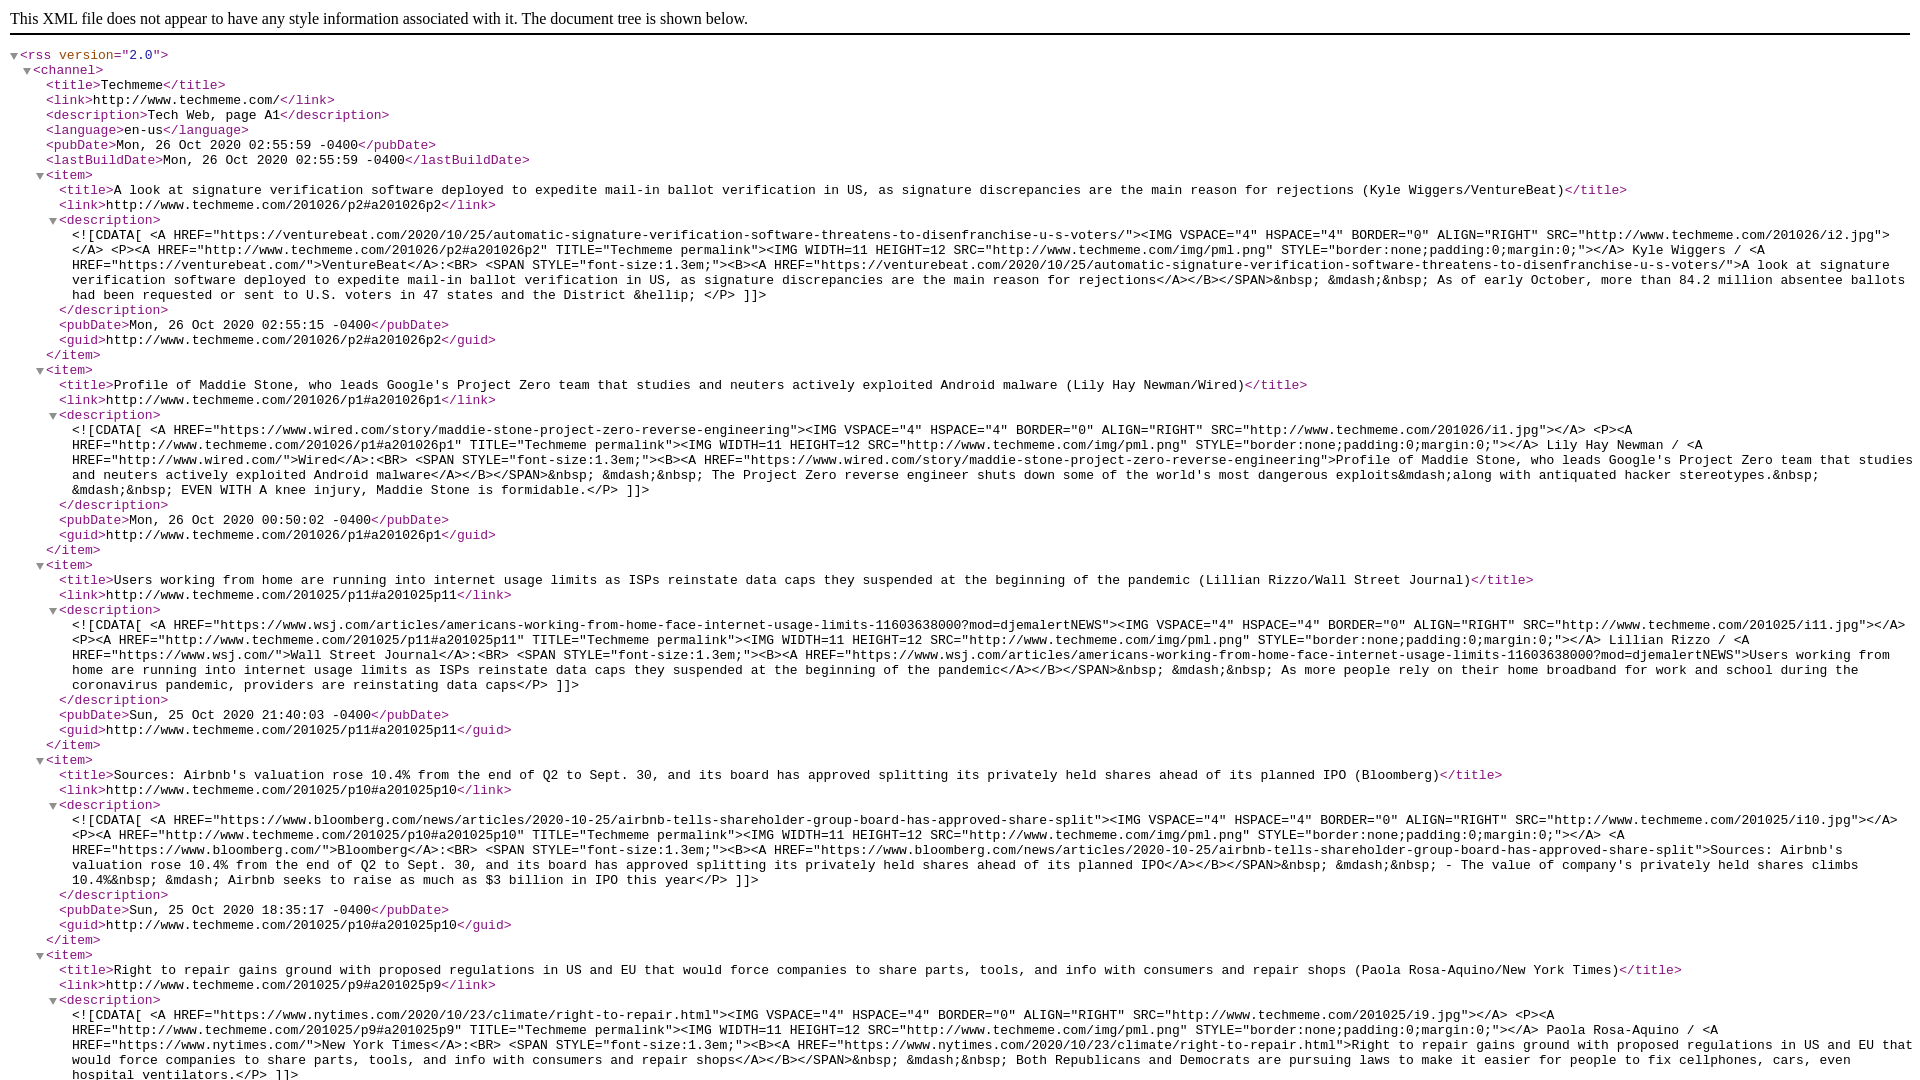 This XML file does not appear to have any style information associated with it. The document tree is shown below.
<rss version="2.0">
<channel>
<title>Techmeme</title>
<link>http://www.techmeme.com/</link>
<description>Tech Web, page A1</description>
<language>en-us</language>
<pubDate>Mon, 26 Oct 2020 02:55:59 -0400</pubDate>
<lastBuildDate>Mon, 26 Oct 2020 02:55:59 -0400</lastBuildDate>
<item>
<title>A look at signature verification software deployed to expedite mail-in ballot verification in US, as signature discrepancies are the main reason for rejections (Kyle Wiggers/VentureBeat)</title>
<link>http://www.techmeme.com/201026/p2#a201026p2</link>
<description>
<![CDATA[ <A HREF="https://venturebeat.com/2020/10/25/automatic-signature-verification-software-threatens-to-disenfranchise-u-s-voters/"><IMG VSPACE="4" HSPACE="4" BORDER="0" ALIGN="RIGHT" SRC="http://www.techmeme.com/201026/i2.jpg">
</A> <P><A HREF="http://www.techmeme.com/201026/p2#a201026p2" TITLE="Techmeme permalink"><IMG WIDTH=11 HEIGHT=12 SRC="http://www.techmeme.com/img/pml.png" STYLE="border:none;padding:0;margin:0;"></A> Kyle Wiggers / <A
HREF="https://venturebeat.com/">VentureBeat</A>:<BR> <SPAN STYLE="font-size:1.3em;"><B><A HREF="https://venturebeat.com/2020/10/25/automatic-signature-verification-software-threatens-to-disenfranchise-u-s-voters/">A look at signature
verification software deployed to expedite mail-in ballot verification in US, as signature discrepancies are the main reason for rejections</A></B></SPAN>&nbsp; &mdash;&nbsp; As of early October, more than 84.2 million absentee ballots
had been requested or sent to U.S. voters in 47 states and the District &hellip; </P> ]]>
</description>
<pubDate>Mon, 26 Oct 2020 02:55:15 -0400</pubDate>
<guid>http://www.techmeme.com/201026/p2#a201026p2</guid>
</item>
<item>
<title>Profile of Maddie Stone, who leads Google's Project Zero team that studies and neuters actively exploited Android malware (Lily Hay Newman/Wired)</title>
<link>http://www.techmeme.com/201026/p1#a201026p1</link>
<description>
<![CDATA[ <A HREF="https://www.wired.com/story/maddie-stone-project-zero-reverse-engineering"><IMG VSPACE="4" HSPACE="4" BORDER="0" ALIGN="RIGHT" SRC="http://www.techmeme.com/201026/i1.jpg"></A> <P><A
HREF="http://www.techmeme.com/201026/p1#a201026p1" TITLE="Techmeme permalink"><IMG WIDTH=11 HEIGHT=12 SRC="http://www.techmeme.com/img/pml.png" STYLE="border:none;padding:0;margin:0;"></A> Lily Hay Newman / <A
HREF="http://www.wired.com/">Wired</A>:<BR> <SPAN STYLE="font-size:1.3em;"><B><A HREF="https://www.wired.com/story/maddie-stone-project-zero-reverse-engineering">Profile of Maddie Stone, who leads Google's Project Zero team that studies
and neuters actively exploited Android malware</A></B></SPAN>&nbsp; &mdash;&nbsp; The Project Zero reverse engineer shuts down some of the world's most dangerous exploits&mdash;along with antiquated hacker stereotypes.&nbsp;
&mdash;&nbsp; EVEN WITH A knee injury, Maddie Stone is formidable.</P> ]]>
</description>
<pubDate>Mon, 26 Oct 2020 00:50:02 -0400</pubDate>
<guid>http://www.techmeme.com/201026/p1#a201026p1</guid>
</item>
<item>
<title>Users working from home are running into internet usage limits as ISPs reinstate data caps they suspended at the beginning of the pandemic (Lillian Rizzo/Wall Street Journal)</title>
<link>http://www.techmeme.com/201025/p11#a201025p11</link>
<description>
<![CDATA[ <A HREF="https://www.wsj.com/articles/americans-working-from-home-face-internet-usage-limits-11603638000?mod=djemalertNEWS"><IMG VSPACE="4" HSPACE="4" BORDER="0" ALIGN="RIGHT" SRC="http://www.techmeme.com/201025/i11.jpg"></A>
<P><A HREF="http://www.techmeme.com/201025/p11#a201025p11" TITLE="Techmeme permalink"><IMG WIDTH=11 HEIGHT=12 SRC="http://www.techmeme.com/img/pml.png" STYLE="border:none;padding:0;margin:0;"></A> Lillian Rizzo / <A
HREF="https://www.wsj.com/">Wall Street Journal</A>:<BR> <SPAN STYLE="font-size:1.3em;"><B><A HREF="https://www.wsj.com/articles/americans-working-from-home-face-internet-usage-limits-11603638000?mod=djemalertNEWS">Users working from
home are running into internet usage limits as ISPs reinstate data caps they suspended at the beginning of the pandemic</A></B></SPAN>&nbsp; &mdash;&nbsp; As more people rely on their home broadband for work and school during the
coronavirus pandemic, providers are reinstating data caps</P> ]]>
</description>
<pubDate>Sun, 25 Oct 2020 21:40:03 -0400</pubDate>
<guid>http://www.techmeme.com/201025/p11#a201025p11</guid>
</item>
<item>
<title>Sources: Airbnb's valuation rose 10.4% from the end of Q2 to Sept. 30, and its board has approved splitting its privately held shares ahead of its planned IPO (Bloomberg)</title>
<link>http://www.techmeme.com/201025/p10#a201025p10</link>
<description>
<![CDATA[ <A HREF="https://www.bloomberg.com/news/articles/2020-10-25/airbnb-tells-shareholder-group-board-has-approved-share-split"><IMG VSPACE="4" HSPACE="4" BORDER="0" ALIGN="RIGHT" SRC="http://www.techmeme.com/201025/i10.jpg"></A>
<P><A HREF="http://www.techmeme.com/201025/p10#a201025p10" TITLE="Techmeme permalink"><IMG WIDTH=11 HEIGHT=12 SRC="http://www.techmeme.com/img/pml.png" STYLE="border:none;padding:0;margin:0;"></A> <A
HREF="https://www.bloomberg.com/">Bloomberg</A>:<BR> <SPAN STYLE="font-size:1.3em;"><B><A HREF="https://www.bloomberg.com/news/articles/2020-10-25/airbnb-tells-shareholder-group-board-has-approved-share-split">Sources: Airbnb's
valuation rose 10.4% from the end of Q2 to Sept. 30, and its board has approved splitting its privately held shares ahead of its planned IPO</A></B></SPAN>&nbsp; &mdash;&nbsp; - The value of company's privately held shares climbs
10.4%&nbsp; &mdash; Airbnb seeks to raise as much as $3 billion in IPO this year</P> ]]>
</description>
<pubDate>Sun, 25 Oct 2020 18:35:17 -0400</pubDate>
<guid>http://www.techmeme.com/201025/p10#a201025p10</guid>
</item>
<item>
<title>Right to repair gains ground with proposed regulations in US and EU that would force companies to share parts, tools, and info with consumers and repair shops (Paola Rosa-Aquino/New York Times)</title>
<link>http://www.techmeme.com/201025/p9#a201025p9</link>
<description>
<![CDATA[ <A HREF="https://www.nytimes.com/2020/10/23/climate/right-to-repair.html"><IMG VSPACE="4" HSPACE="4" BORDER="0" ALIGN="RIGHT" SRC="http://www.techmeme.com/201025/i9.jpg"></A> <P><A
HREF="http://www.techmeme.com/201025/p9#a201025p9" TITLE="Techmeme permalink"><IMG WIDTH=11 HEIGHT=12 SRC="http://www.techmeme.com/img/pml.png" STYLE="border:none;padding:0;margin:0;"></A> Paola Rosa-Aquino / <A
HREF="https://www.nytimes.com/">New York Times</A>:<BR> <SPAN STYLE="font-size:1.3em;"><B><A HREF="https://www.nytimes.com/2020/10/23/climate/right-to-repair.html">Right to repair gains ground with proposed regulations in US and EU that
would force companies to share parts, tools, and info with consumers and repair shops</A></B></SPAN>&nbsp; &mdash;&nbsp; Both Republicans and Democrats are pursuing laws to make it easier for people to fix cellphones, cars, even
hospital ventilators.</P> ]]>